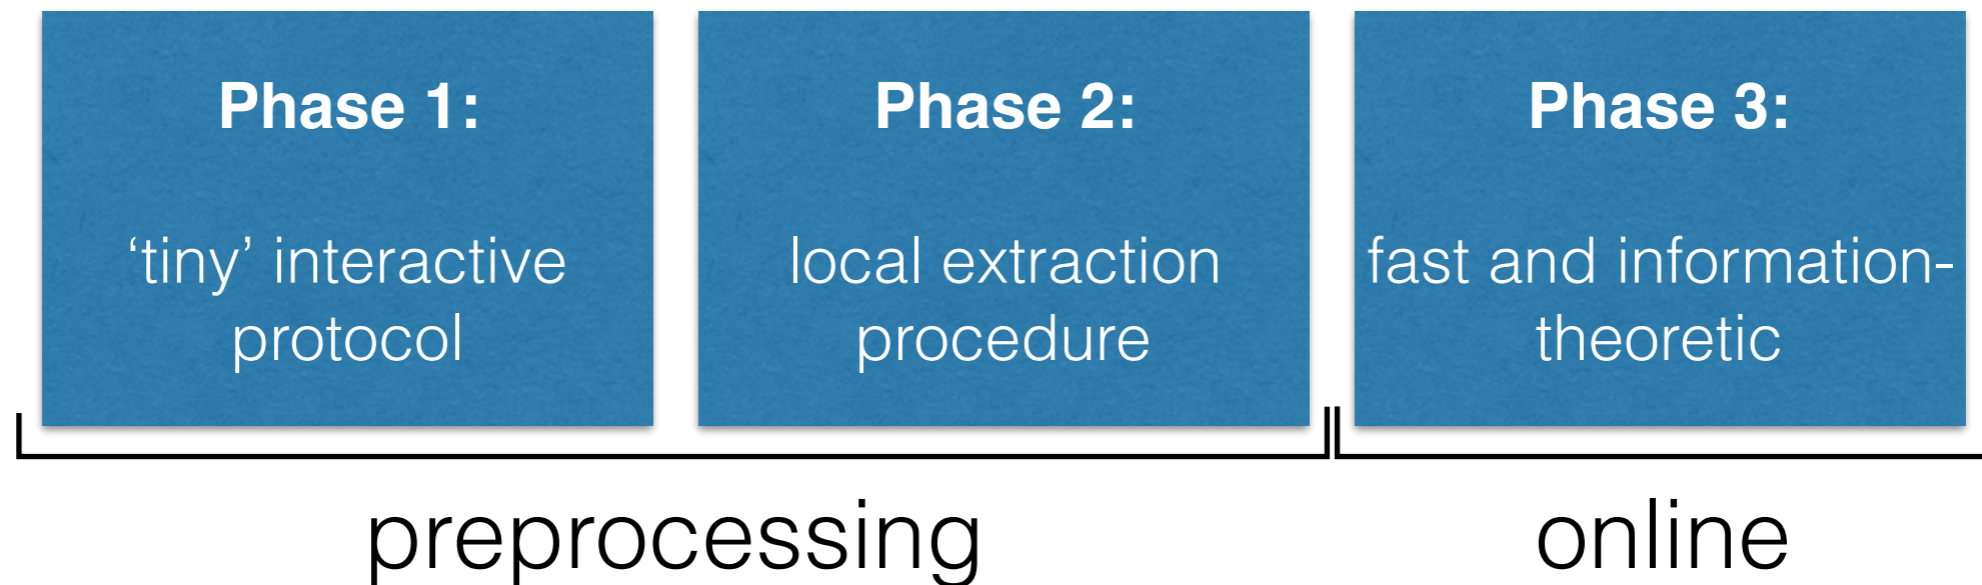 Phase 1:
'tiny' interactive
protocol
Phase 2:
local extraction
procedure
Phase 3:
fast and information-
theoretic
preprocessing
online